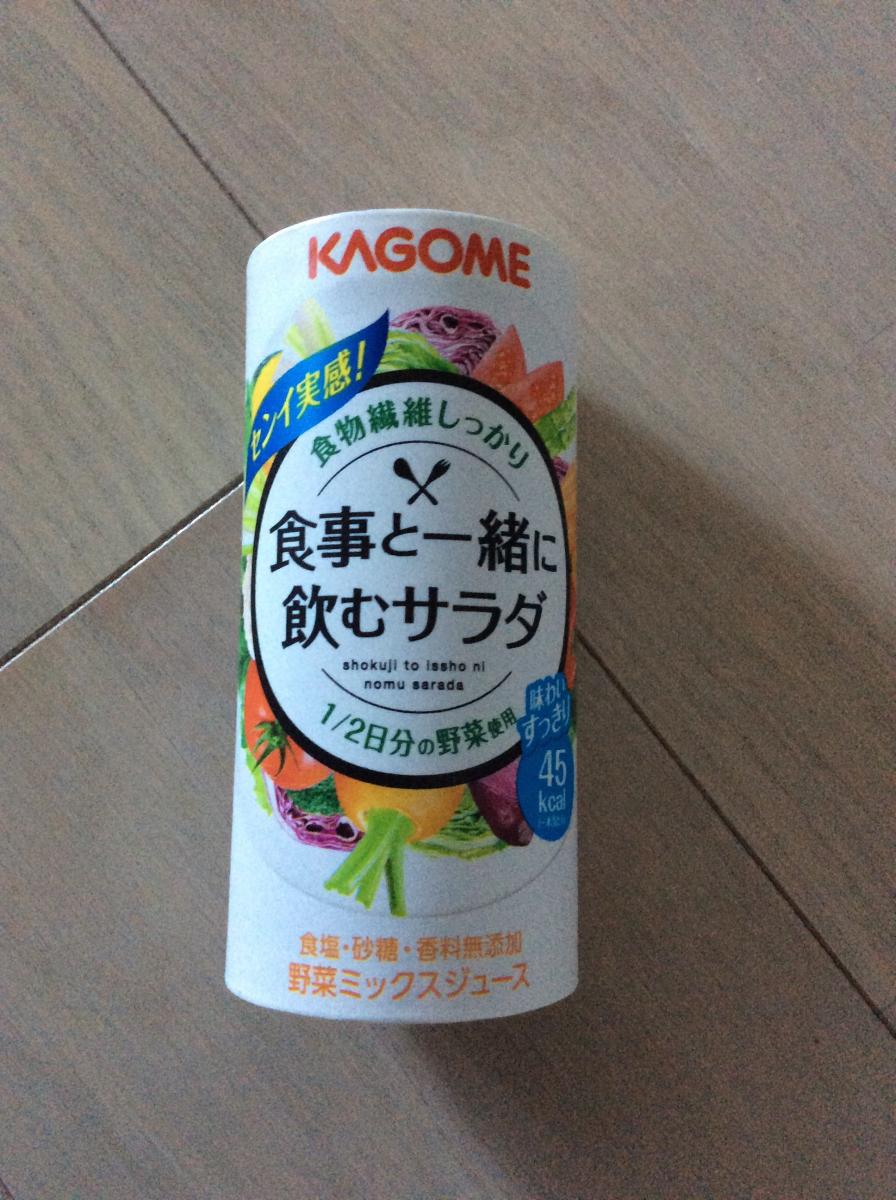 KAGOME
センイ実感!
食物繊維しっかり
食事と一緒に
飲むサラダ
shokuji to issho ni
nomu sarada
1/2日分の野菜使用
味わい
すっきり
45
kcal
食塩・砂糖・香料無添加
野菜ミックスジュース